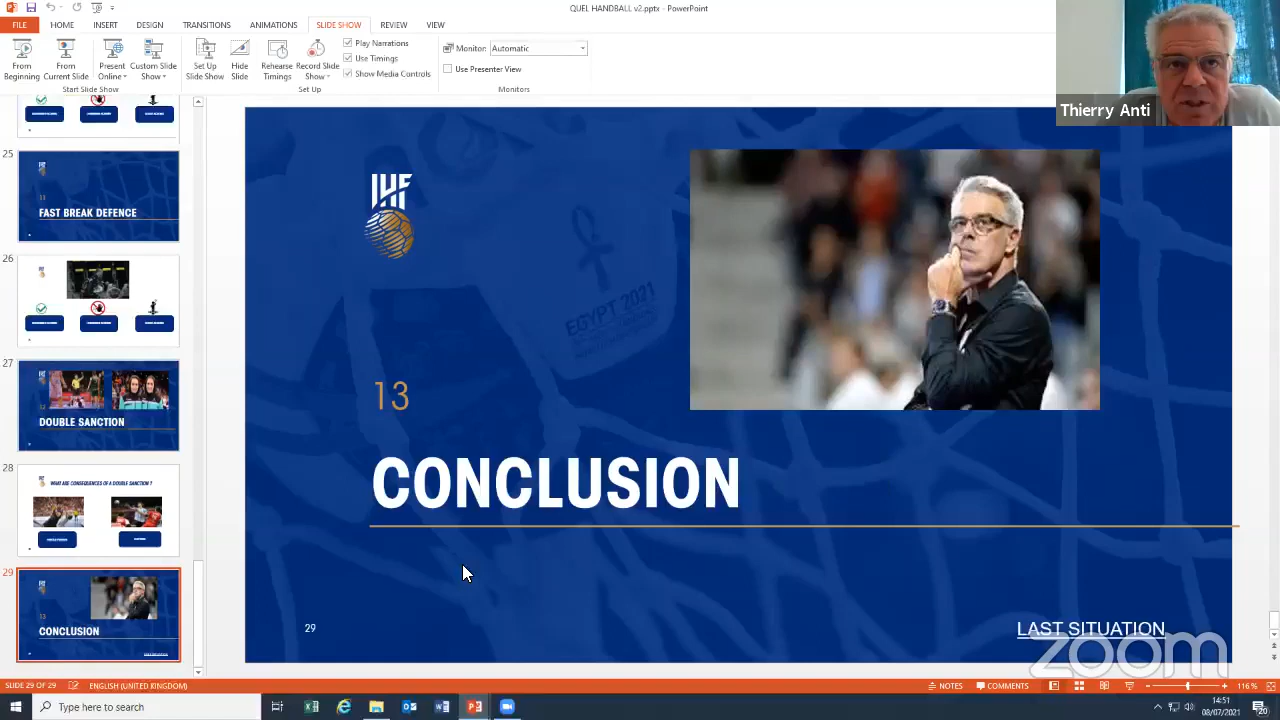 QUEL HANDBALL v2.pptx - PowerPoint
FILE HOME INSERT DESIGN TRANSITIONS ANIMATIONS SLIDE SHOW REVIEW VIEW
From Beginning
From Current Slide
Present Online
Custom Slide Show
Set Up Slide Show
Hide Slide
Rehearse Timings
Record Slide Show
Play Narrations
Use Timings
Show Media Controls
Monitor: Automatic
Use Presenter View
Start Slide Show
Set Up
Monitors
Thierry Anti
25
11
FAST BREAK DEFENCE
26
27
DOUBLE SANCTION
28
WHAT ARE CONSEQUENCES OF A DOUBLE SANCTION ?
29
13
CONCLUSION
IHF
EGYPT 2021
13
CONCLUSION
29
LAST SITUATION
zoom
SLIDE 29 OF 29
ENGLISH (UNITED KINGDOM)
NOTES
COMMENTS
116 %
Type here to search
14:51
08/07/2021
20